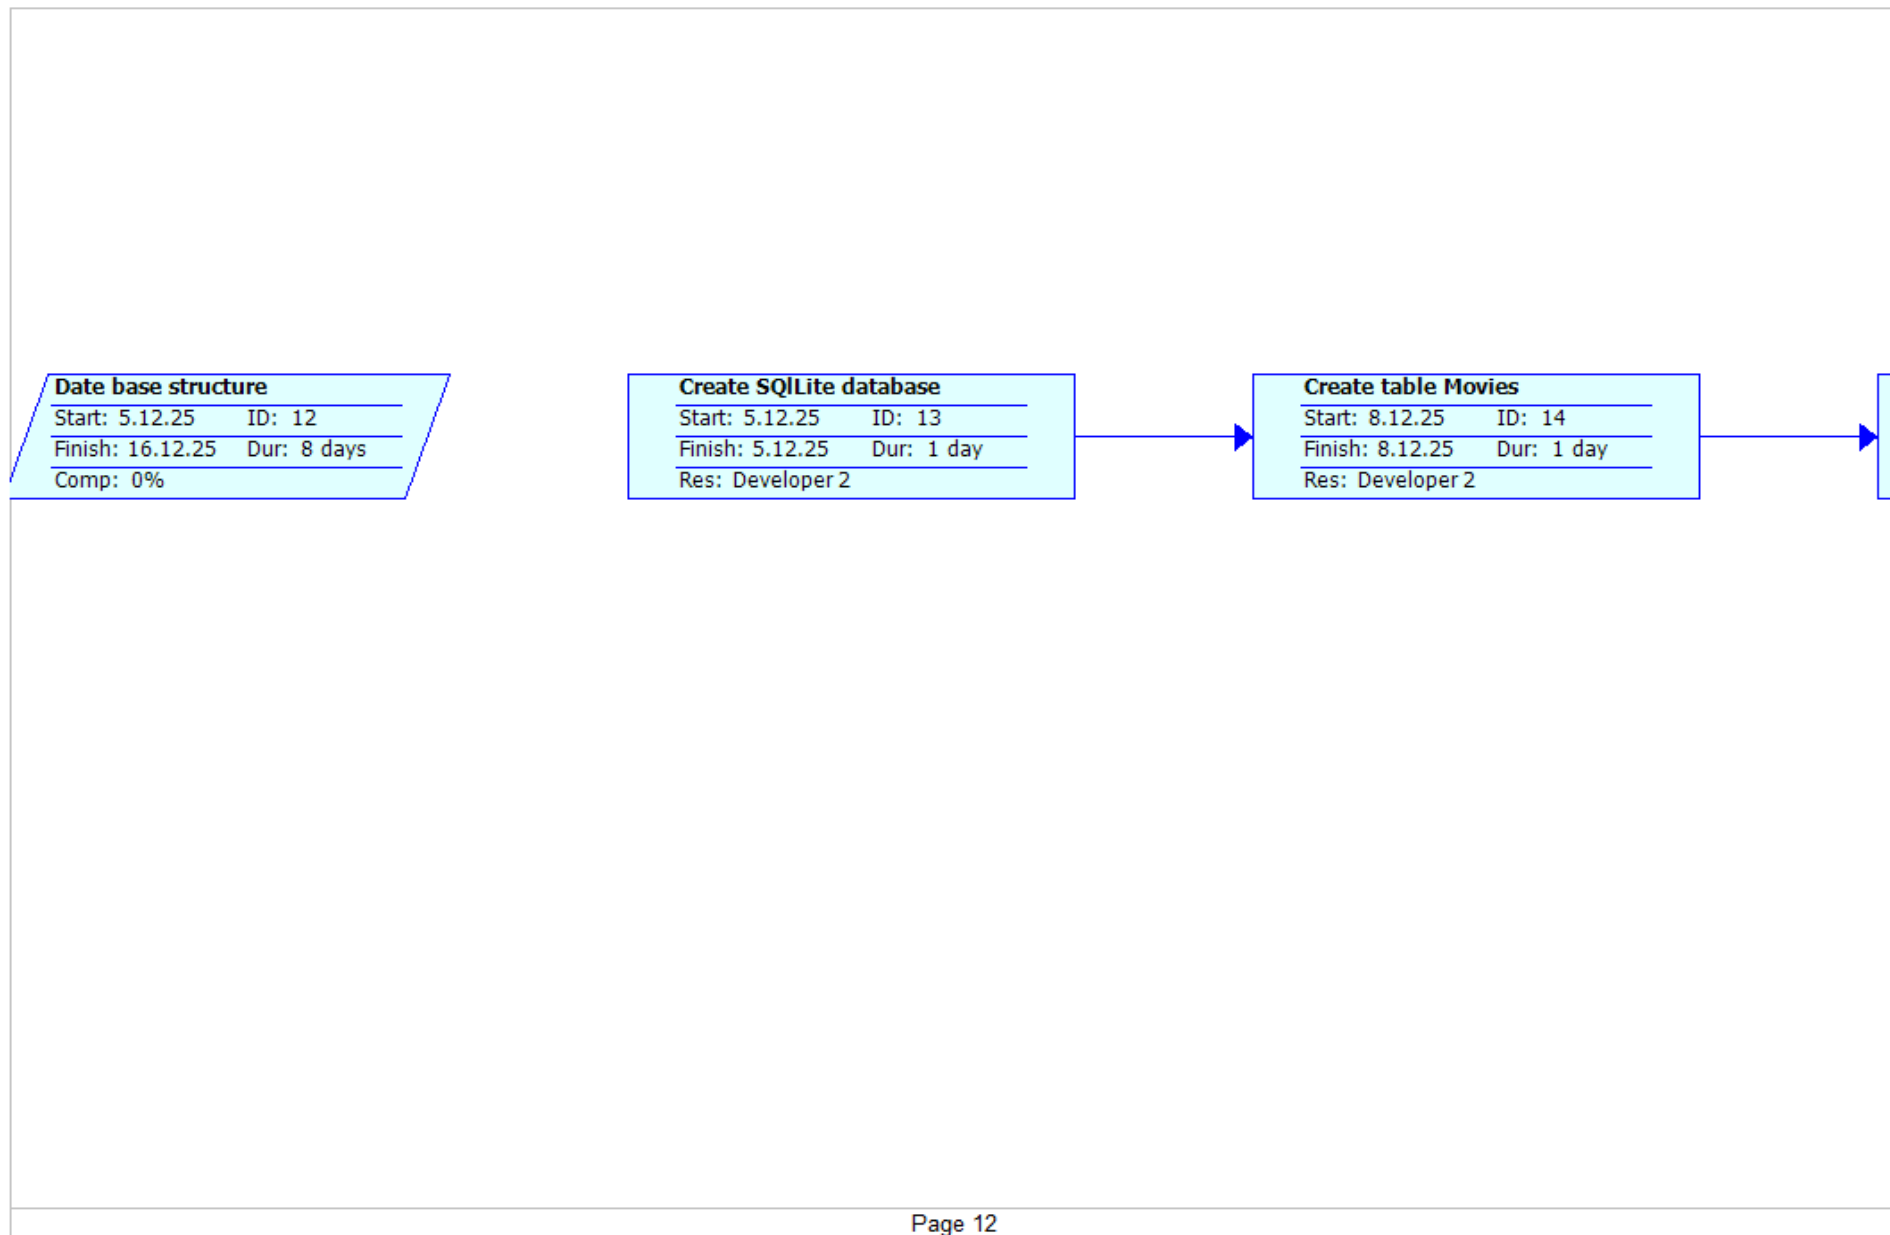 Date base structure
Start: 5.12.25 ID: 12
Finish: 16.12.25 Dur: 8 days
Comp: 0%
Create SQlLite database
Start: 5.12.25 ID: 13
Finish: 5.12.25 Dur: 1 day
Res: Developer 2
Create table Movies
Start: 8.12.25 ID: 14
Finish: 8.12.25 Dur: 1 day
Res: Developer 2
Page 12